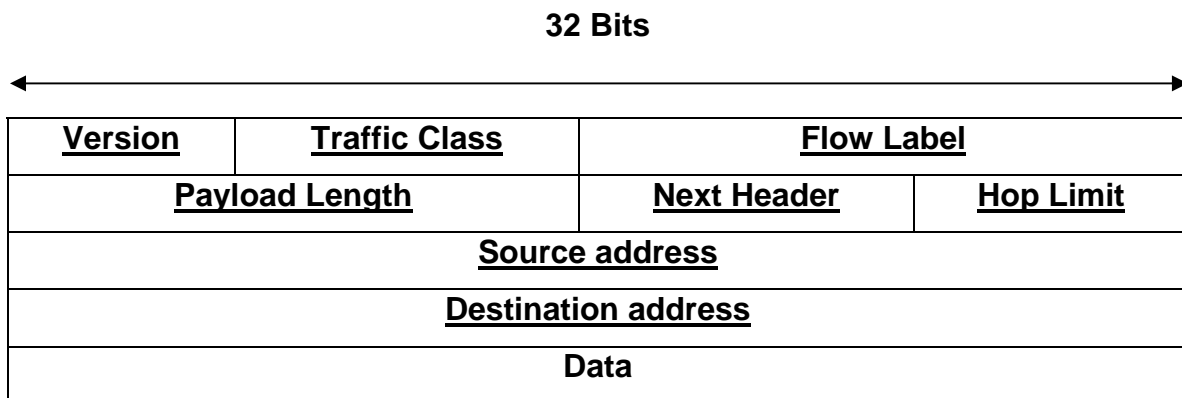 32 Bits
Version Traffic Class Flow Label
Payload Length Next Header Hop Limit
Source address
Destination address
Data